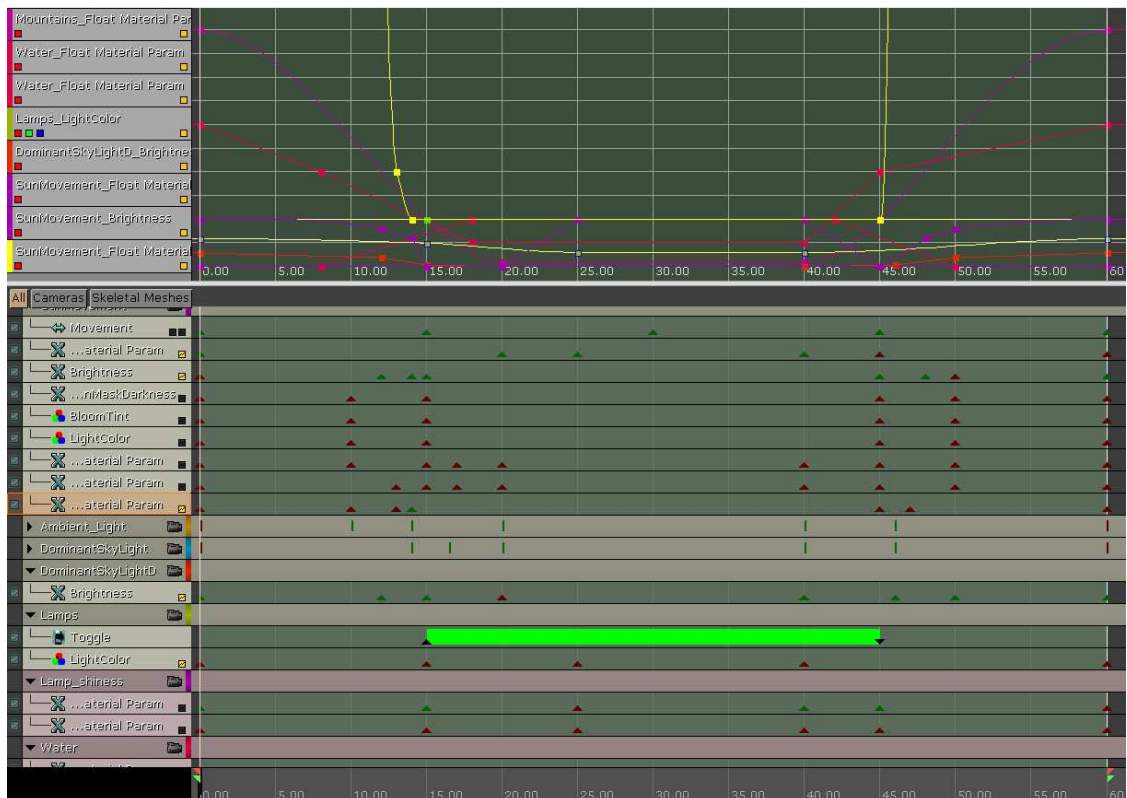 Mountains_Float Material Par
Water_Float Material Param
Water_Float Material Param
Lamps_LightColor
DominantSkyLightD_Brightne
SunMovement_Float Material
SunMovement_Brightness
SunMovement_Float Materia
0.00 5.00 10.00 15.00 20.00 25.00 30.00 35.00 40.00 45.00 50.00 55.00 60
All Cameras Skeletal Meshes
Movement
...aterial Param
Brightness
...nMaskDarkness
BloomTint
LightColor
...aterial Param
...aterial Param
...aterial Param
Ambient_Light
DominantSkyLight
DominantSkyLightD
Brightness
Lamps
Toggle
LightColor
Lamp_shiness
...aterial Param
...aterial Param
Water
0.00 5.00 10.00 15.00 20.00 25.00 30.00 35.00 40.00 45.00 50.00 55.00 60